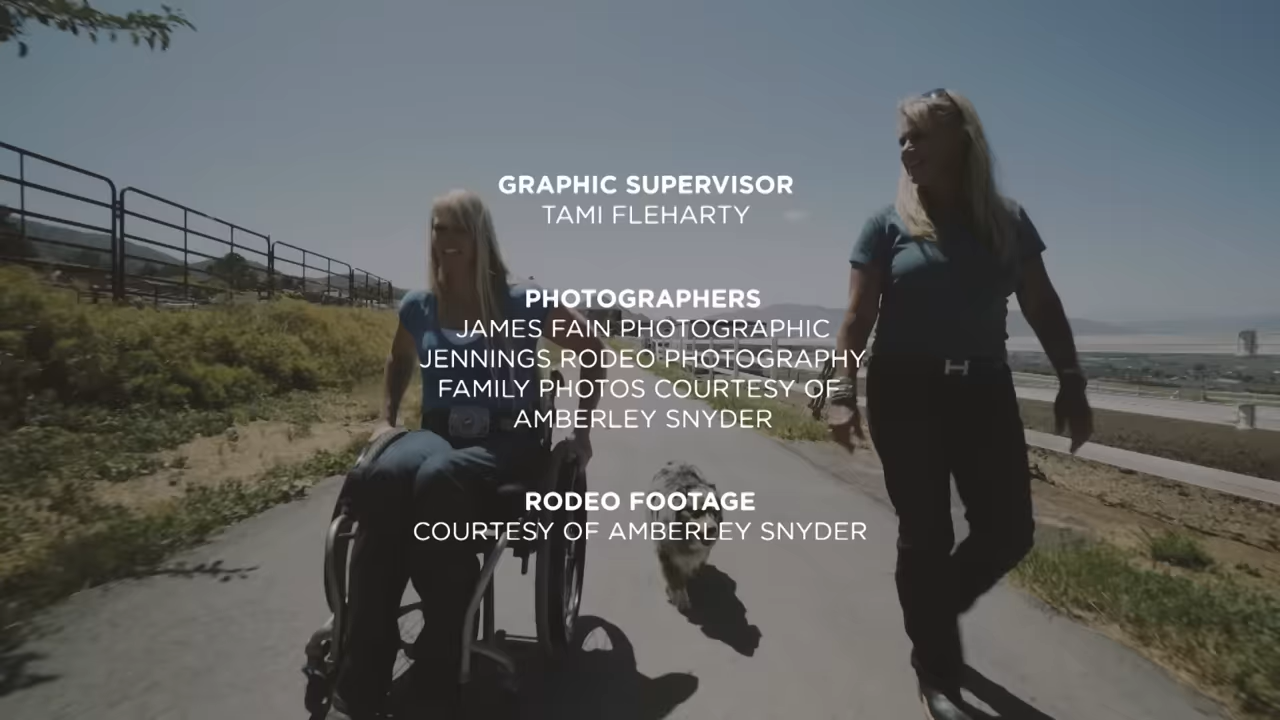 GRAPHIC SUPERVISOR
TAMI FLEHARTY
PHOTOGRAPHERS
JAMES FAIN PHOTOGRAPHIC
JENNINGS RODEO PHOTOGRAPHY
FAMILY PHOTOS COURTESY OF
AMBERLEY SNYDER
RODEO FOOTAGE
COURTESY OF AMBERLEY SNYDER